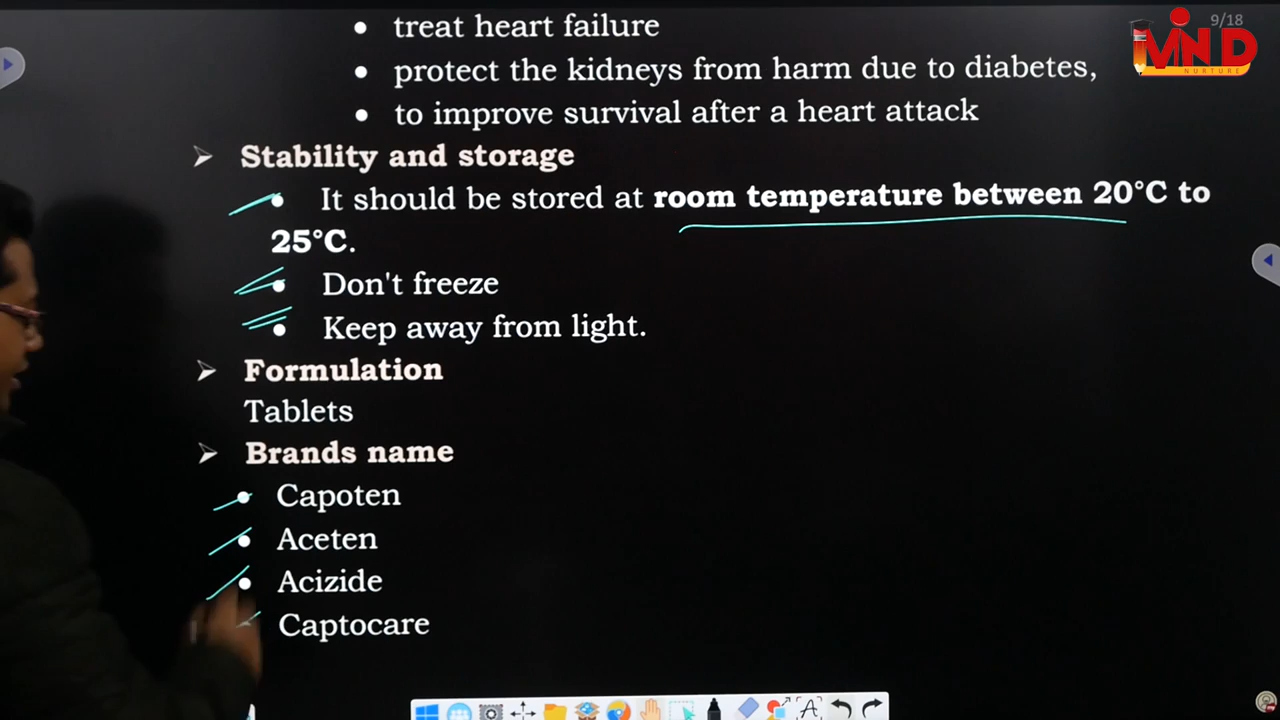 9/18
MIND
NURTURE
• treat heart failure
• protect the kidneys from harm due to diabetes,
• to improve survival after a heart attack
➢ Stability and storage
• It should be stored at room temperature between 20°C to
25°C.
• Don't freeze
• Keep away from light.
➢ Formulation
Tablets
➢ Brands name
• Capoten
• Aceten
• Acizide
Captocare